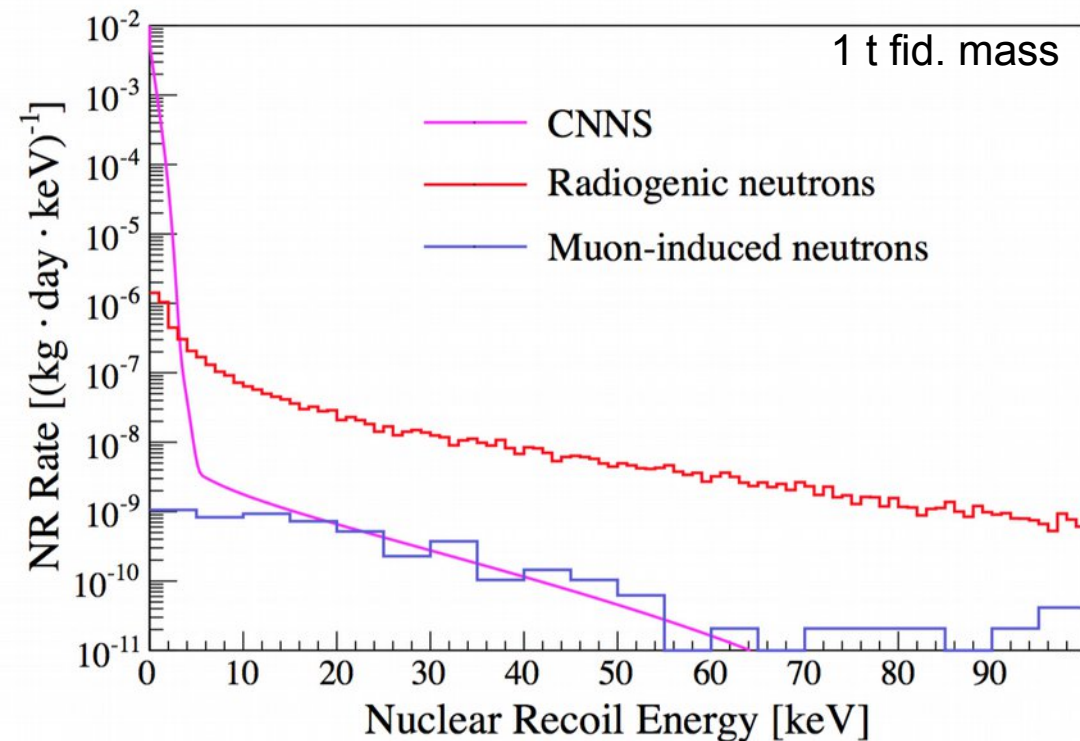 1 t fid. mass
CNNS
Radiogenic neutrons
Muon-induced neutrons
NR Rate [(kg · day · keV)⁻¹]
10⁻²
10⁻³
10⁻⁴
10⁻⁵
10⁻⁶
10⁻⁷
10⁻⁸
10⁻⁹
10⁻¹⁰
10⁻¹¹
0 10 20 30 40 50 60 70 80 90
Nuclear Recoil Energy [keV]